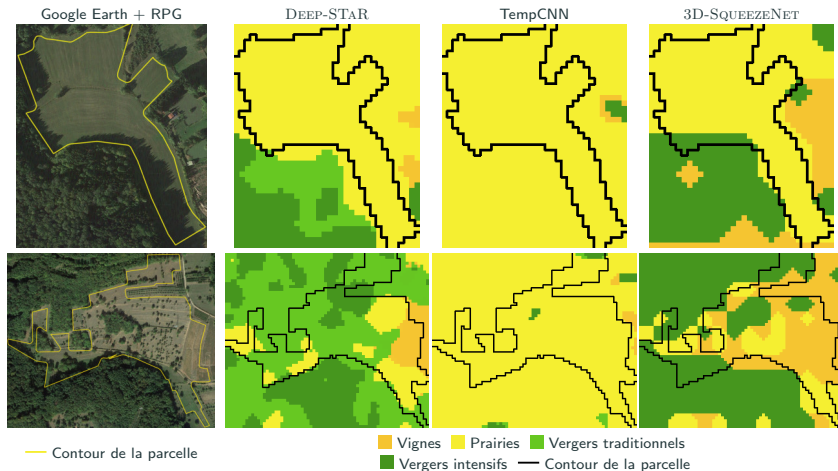 Google Earth + RPG DEEP-STAR TempCNN 3D-SQUEEZENET
Vignes Prairies Vergers traditionnels
Contour de la parcelle
Vergers intensifs Contour de la parcelle